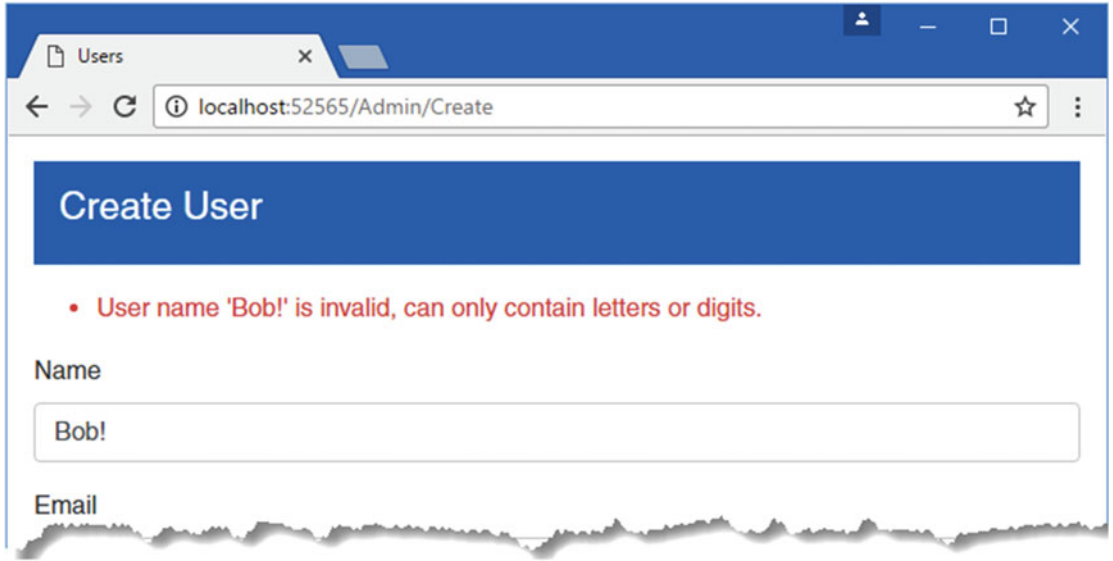 Users
localhost:52565/Admin/Create
Create User
• User name 'Bob!' is invalid, can only contain letters or digits.
Name
Bob!
Email